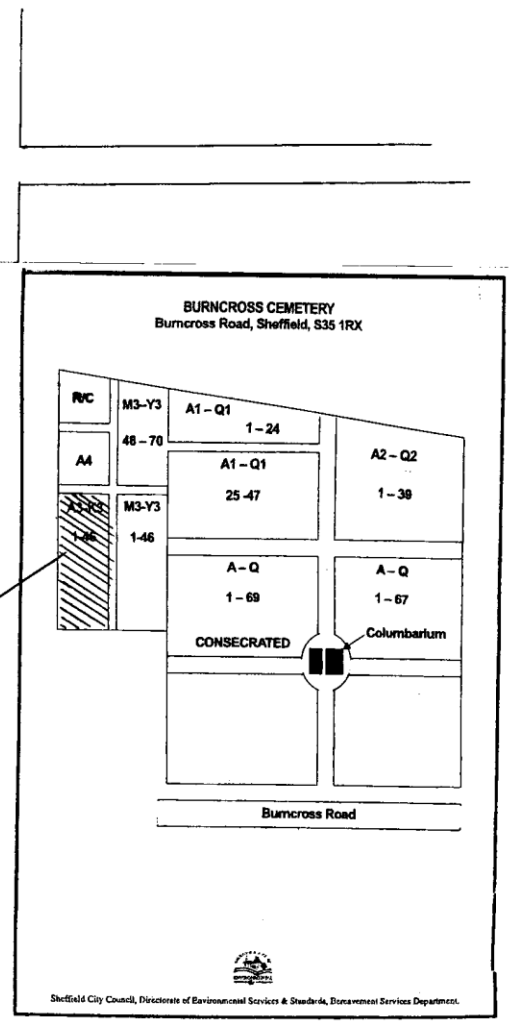 BURNCROSS CEMETERY
Burncross Road, Sheffield, S35 1RX
R/C
M3–Y3
48 – 70
A1 – Q1
1 – 24
A4
A1 – Q1
25 -47
A2 – Q2
1 – 39
A3-K3
M3-Y3
1-46
A – Q
1 – 69
A – Q
1 – 67
CONSECRATED
Columbarium
Burncross Road
Sheffield City Council, Directorate of Environmental Services & Standards, Bereavement Services Department.